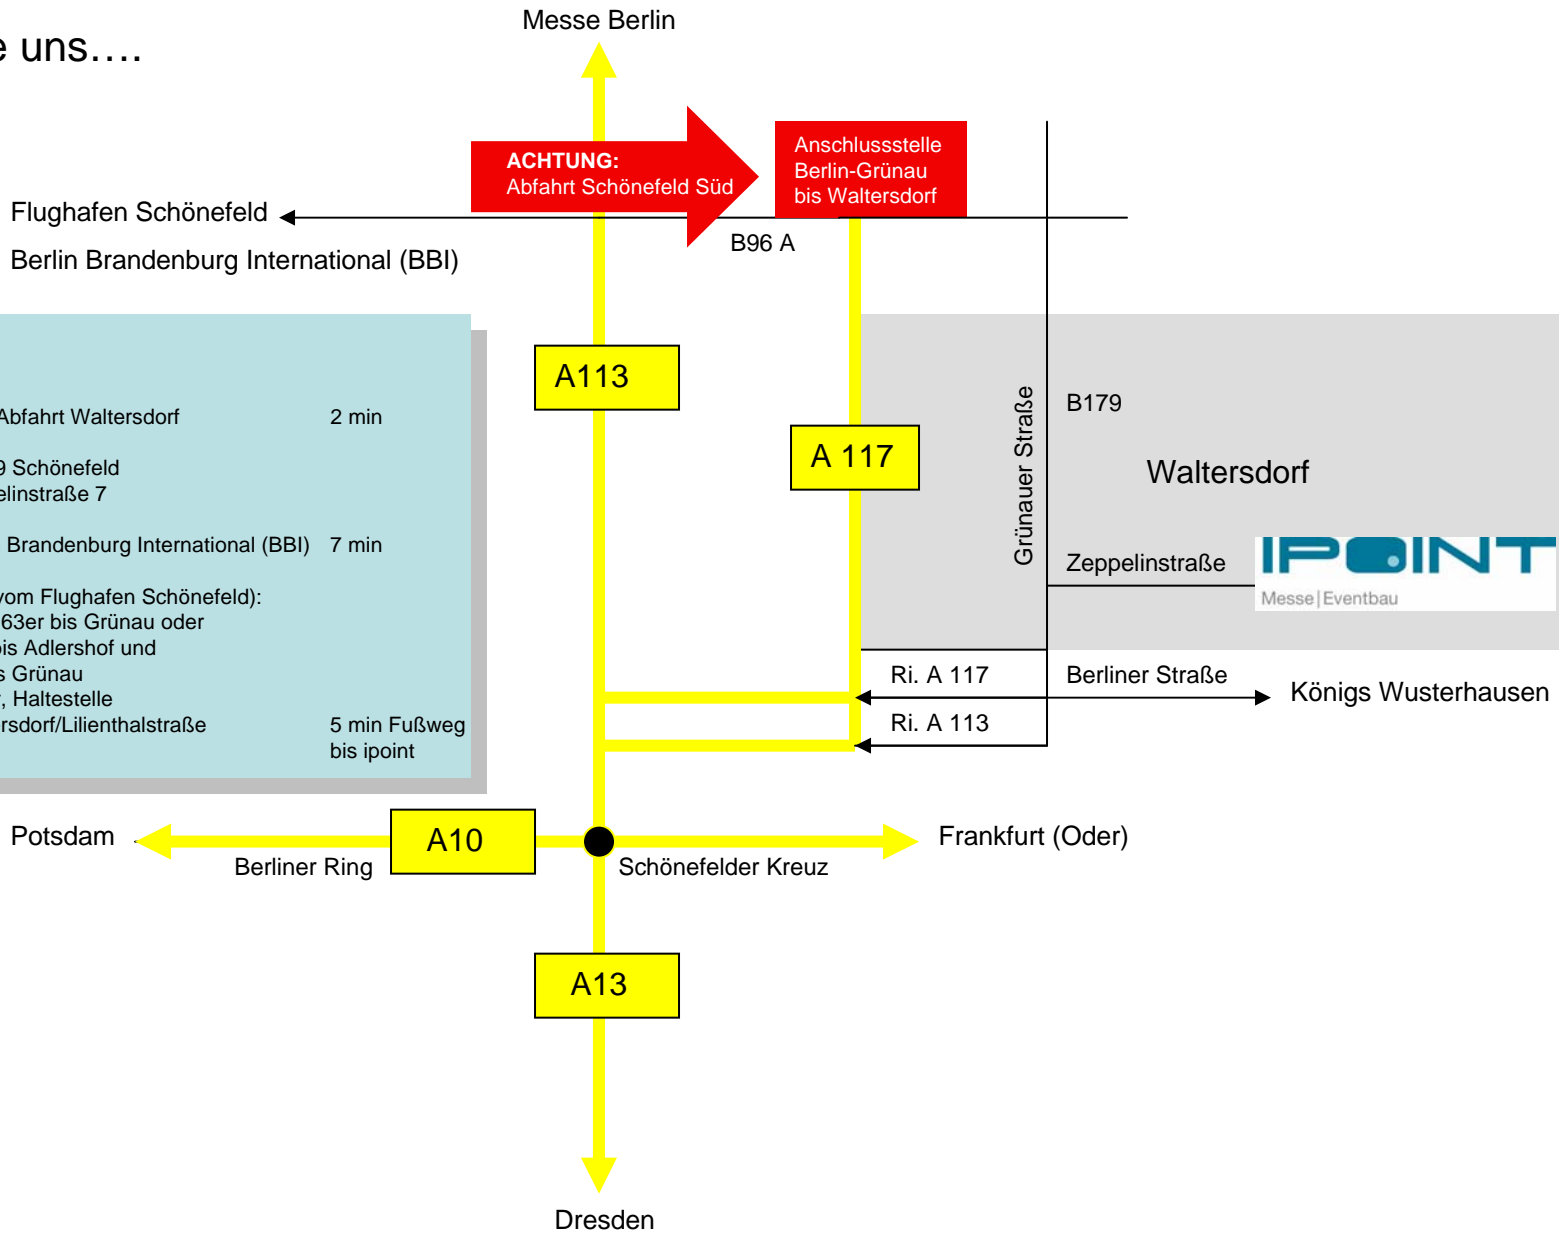 Messe Berlin
e uns….
ACHTUNG:
Abfahrt Schönefeld Süd
Anschlussstelle
Berlin-Grünau
bis Waltersdorf
Flughafen Schönefeld
B96 A
Berlin Brandenburg International (BBI)
A113
Abfahrt Waltersdorf 2 min
9 Schönefeld
elinstraße 7
Brandenburg International (BBI) 7 min
vom Flughafen Schönefeld):
63er bis Grünau oder
bis Adlershof und
s Grünau
, Haltestelle
ersdorf/Lilienthalstraße 5 min Fußweg
bis ipoint
A 117
Grünauer Straße
B179
Waltersdorf
Zeppelinstraße
IPOINT
Messe|Eventbau
Ri. A 117
Berliner Straße
Königs Wusterhausen
Ri. A 113
Potsdam
A10
Berliner Ring
Schönefelder Kreuz
Frankfurt (Oder)
A13
Dresden